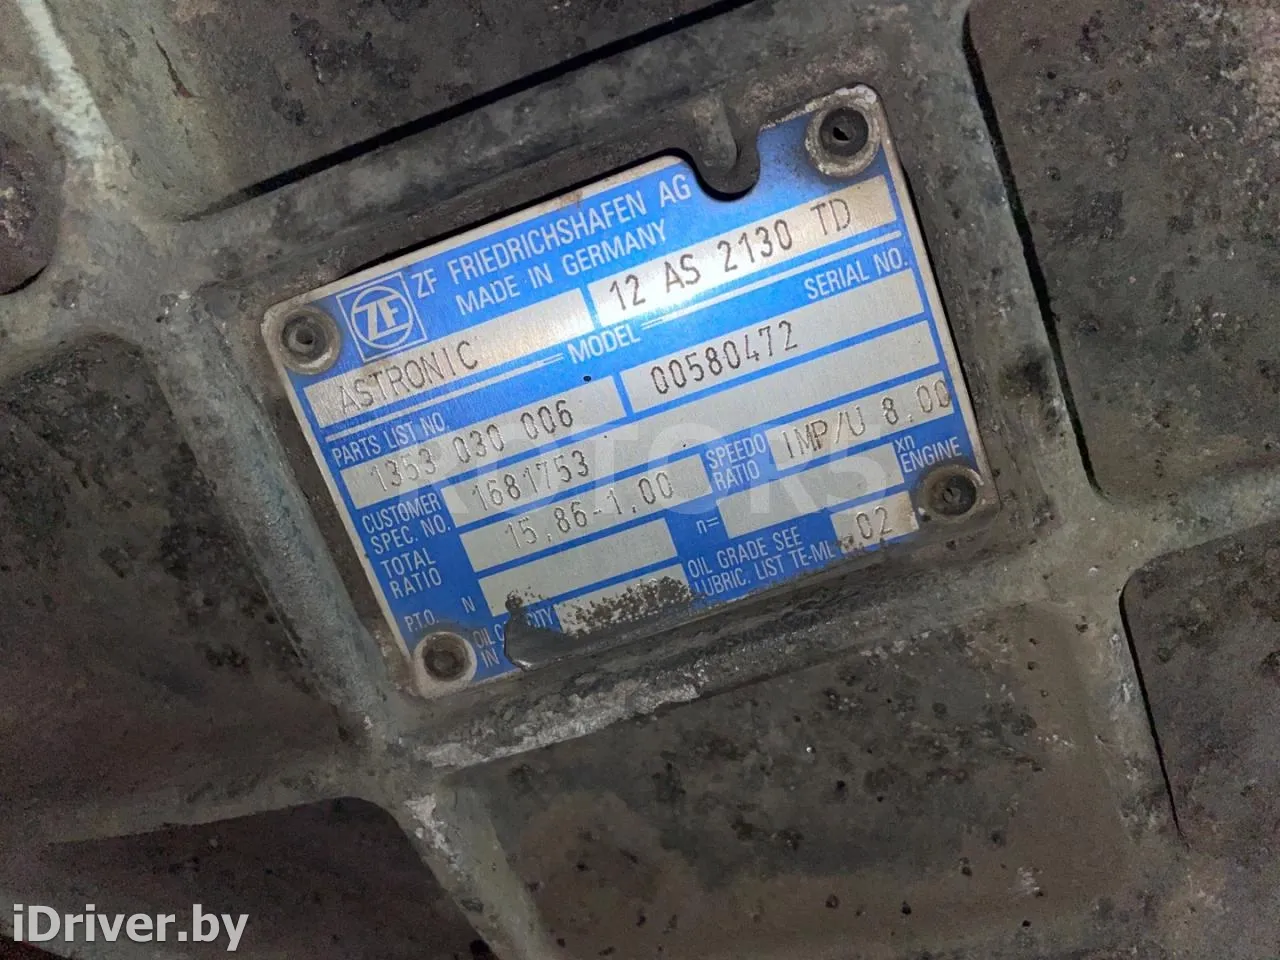 ZF FRIEDRICHSHAFEN AG
MADE IN GERMANY
ASTRONIC MODEL 12 AS 2130 TD
PARTS LIST NO. SERIAL NO.
1353 030 006 00580472
CUSTOMER SPEC. NO. 1681753
TOTAL RATIO 15.86-1.00 SPEEDO RATIO IMP/U 8.00
P.T.O. N n= xn ENGINE
OIL IN OIL GRADE SEE LUBRIC. LIST TE-ML 02
ROTORS
iDriver.by